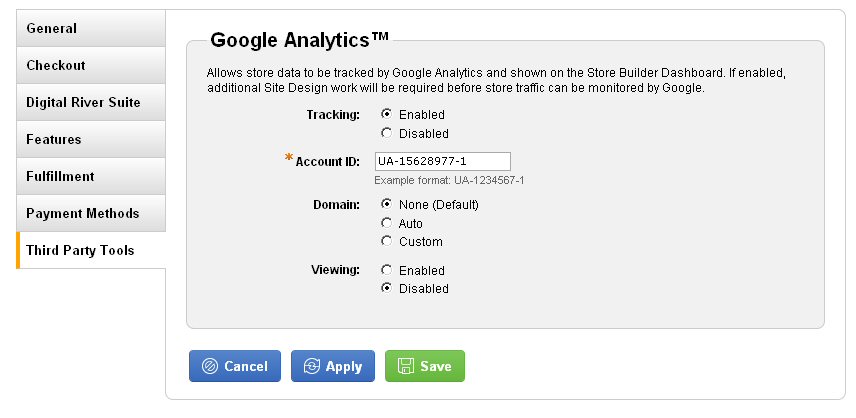 General
Checkout
Digital River Suite
Features
Fulfillment
Payment Methods
Third Party Tools
Google Analytics™
Allows store data to be tracked by Google Analytics and shown on the Store Builder Dashboard. If enabled,
additional Site Design work will be required before store traffic can be monitored by Google.
Tracking: Enabled
Disabled
*Account ID: UA-15628977-1
Example format: UA-1234567-1
Domain: None (Default)
Auto
Custom
Viewing: Enabled
Disabled
Cancel Apply Save